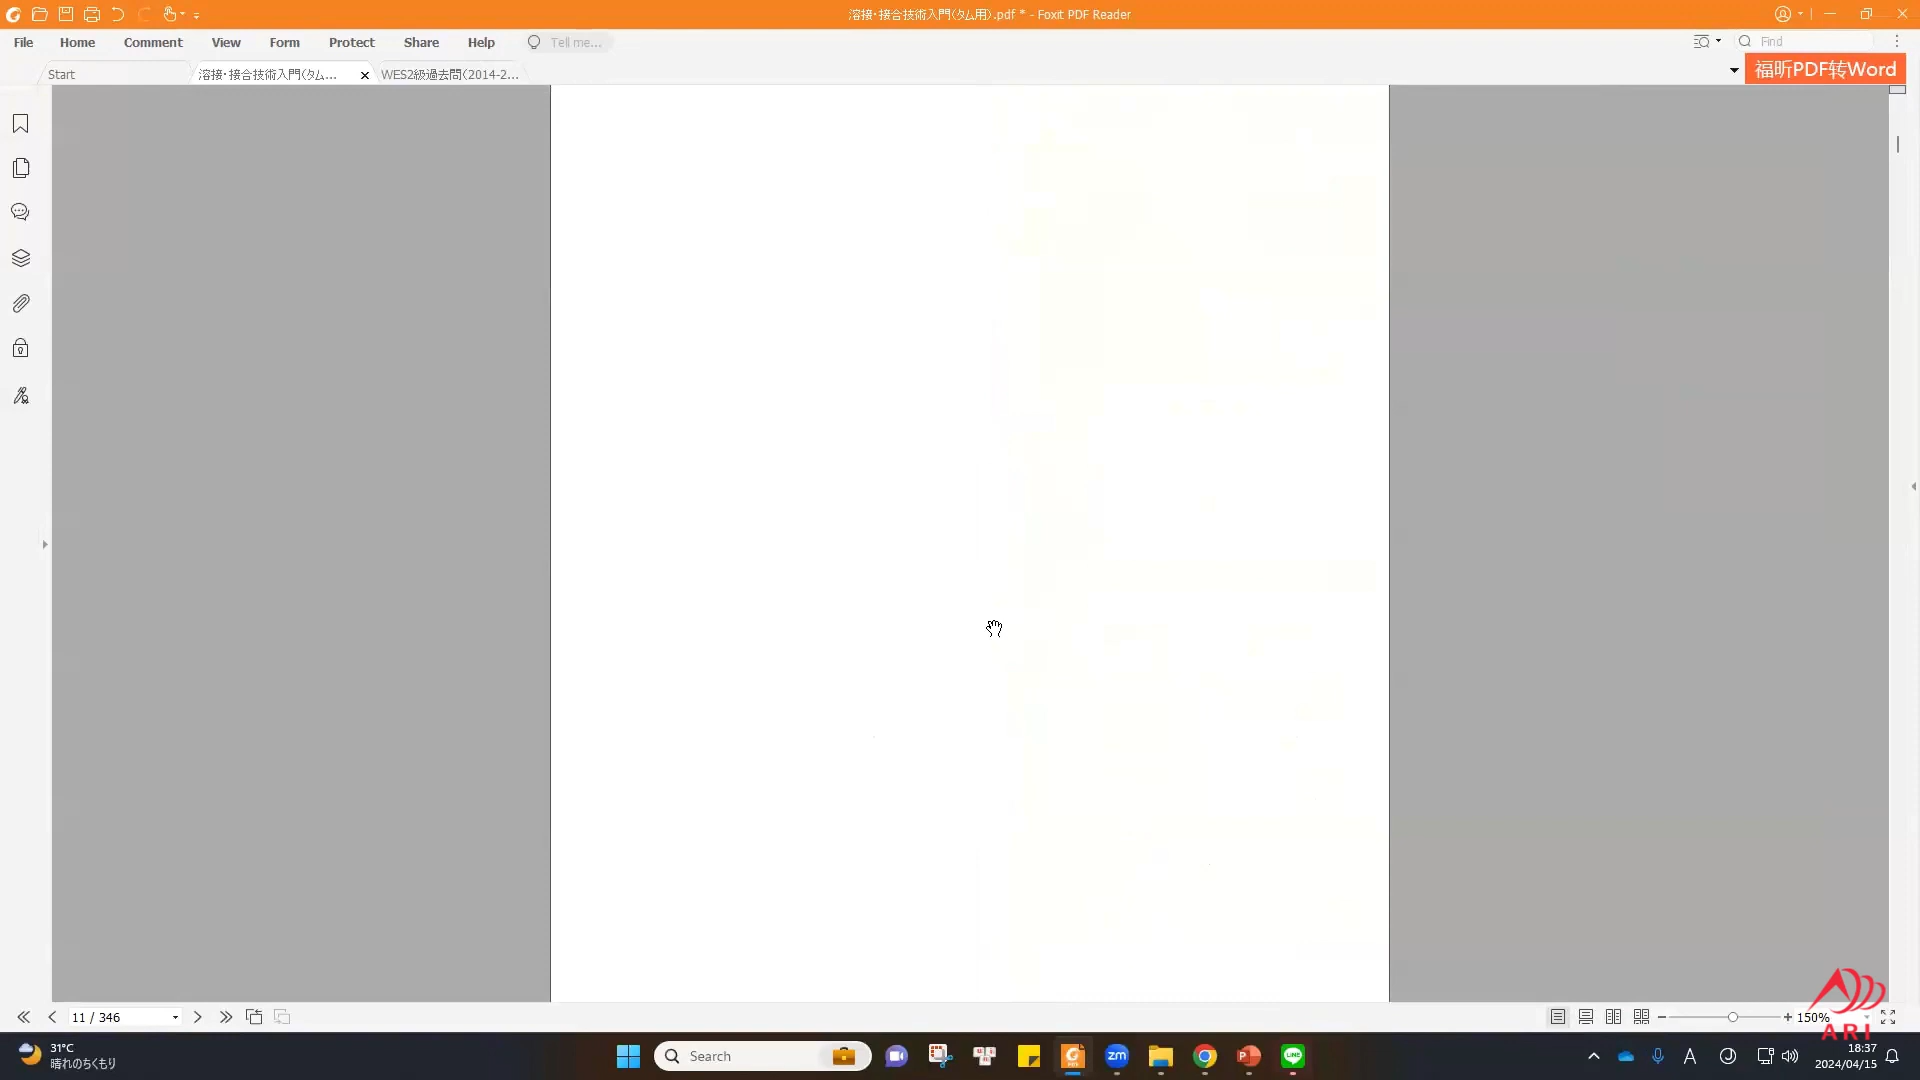 溶接・接合技術入門(タム用).pdf * - Foxit PDF Reader
File Home Comment View Form Protect Share Help Tell me... Find
Start 溶接・接合技術入門(タム... WES2級過去問(2014-2... 福昕PDF转Word
11 / 346 150%
ARI
31°C
晴れのちくもり
Search
zm
LINE
A
18:37
2024/04/15